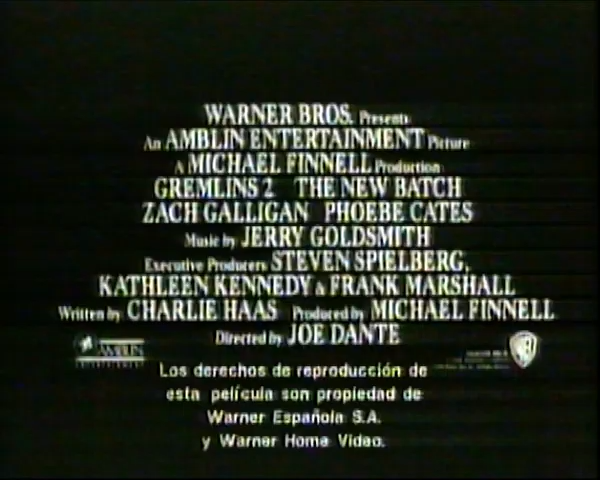 WARNER BROS. Presents
An AMBLIN ENTERTAINMENT Picture
A MICHAEL FINNELL Production
GREMLINS 2 THE NEW BATCH
ZACH GALLIGAN PHOEBE CATES
Music by JERRY GOLDSMITH
Executive Producers STEVEN SPIELBERG,
KATHLEEN KENNEDY & FRANK MARSHALL
Written by CHARLIE HAAS Produced by MICHAEL FINNELL
Directed by JOE DANTE
AMBLIN
ENTERTAINMENT
Los derechos de reproducción de
esta película son propiedad de
Warner Española S.A.
y Warner Home Video.